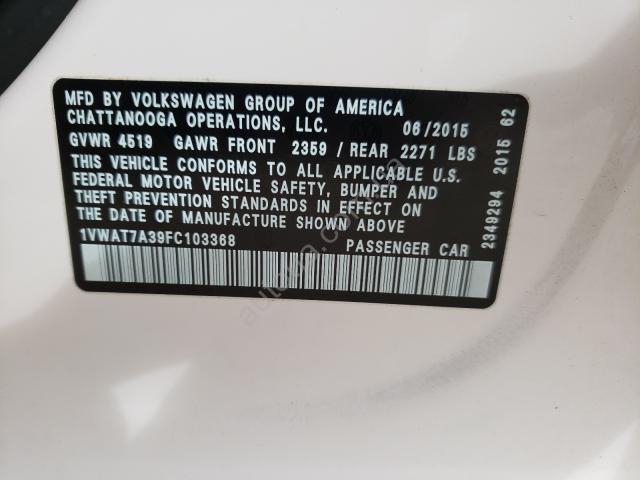 MFD BY VOLKSWAGEN GROUP OF AMERICA
CHATTANOOGA OPERATIONS, LLC. 06/2015
GVWR 4519 GAWR FRONT 2359 / REAR 2271 LBS
THIS VEHICLE CONFORMS TO ALL APPLICABLE U.S.
FEDERAL MOTOR VEHICLE SAFETY, BUMPER AND
THEFT PREVENTION STANDARDS IN EFFECT ON
THE DATE OF MANUFACTURE SHOWN ABOVE
1VWAT7A39FC103368 PASSENGER CAR
2349294 2015 62